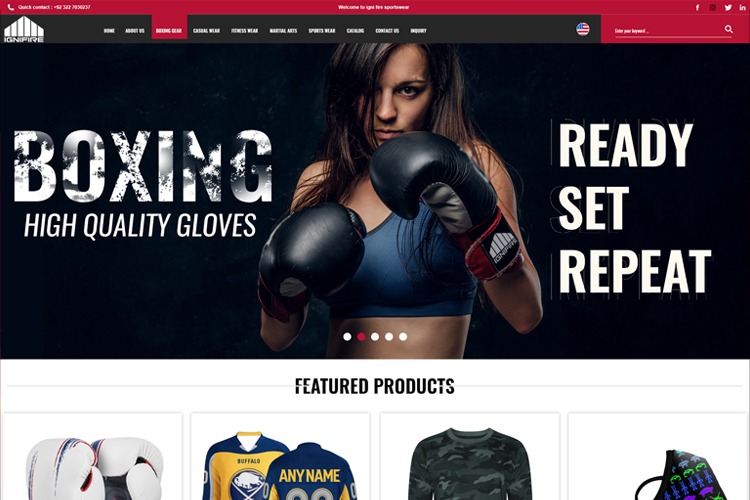 Quick contact : +92 322 7030237
Welcome to igni fire sportswear
IGNIFIRE
HOME ABOUT US BOXING GEAR CASUAL WEAR FITNESS WEAR MARTIAL ARTS SPORTS WEAR CATALOG CONTACT US INQUIRY
Enter your keyword ...
BOXING
HIGH QUALITY GLOVES
READY
SET
REPEAT
IGNIFIRE
FEATURED PRODUCTS
BUFFALO
ANY NAME
00